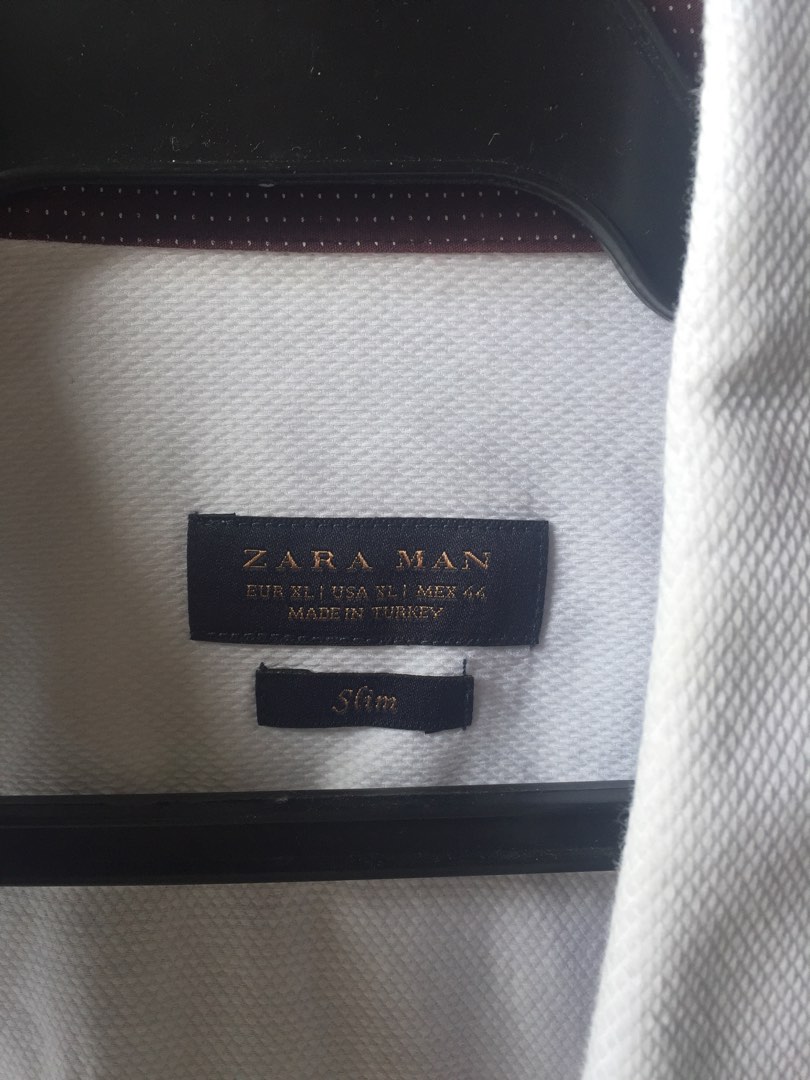 ZARA MAN
EUR XL | USA XL | MEX 44
MADE IN TURKEY
Slim